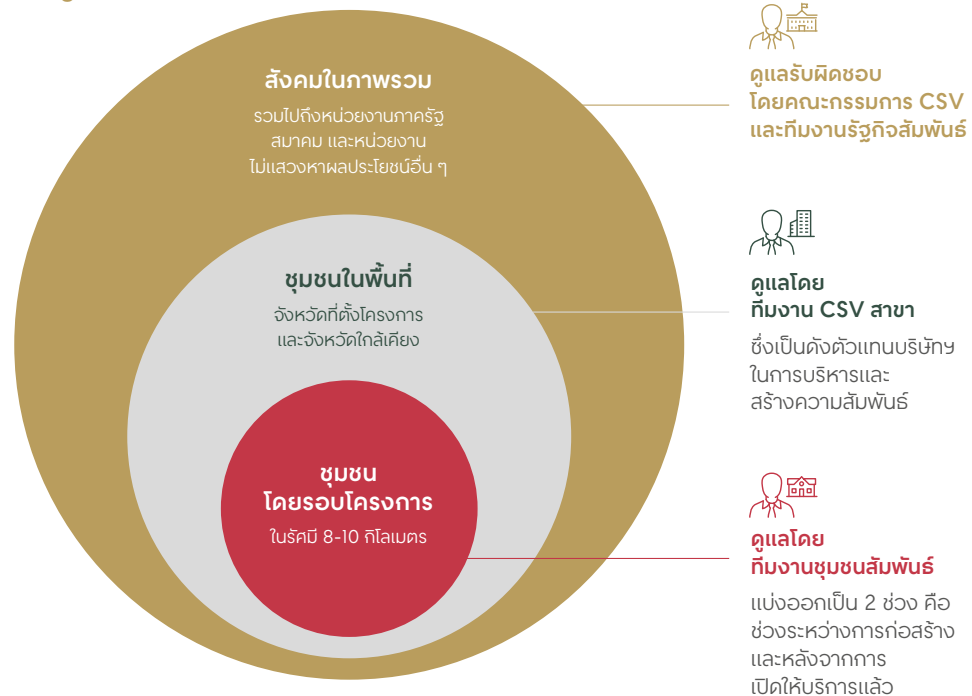 สังคมในภาพรวม
รวมไปถึงหน่วยงานภาครัฐ
สมาคม และหน่วยงาน
ไม่แสวงหาผลประโยชน์อื่น ๆ
ชุมชนในพื้นที่
จังหวัดที่ตั้งโครงการ
และจังหวัดใกล้เคียง
ชุมชน
โดยรอบโครงการ
ในรัศมี 8-10 กิโลเมตร
ดูแลรับผิดชอบ
โดยคณะกรรมการ CSV
และทีมงานรัฐกิจสัมพันธ์
ดูแลโดย
ทีมงาน CSV สาขา
ซึ่งเป็นดังตัวแทนบริษัทฯ
ในการบริหารและ
สร้างความสัมพันธ์
ดูแลโดย
ทีมงานชุมชนสัมพันธ์
แบ่งออกเป็น 2 ช่วง คือ
ช่วงระหว่างการก่อสร้าง
และหลังจากการ
เปิดให้บริการแล้ว